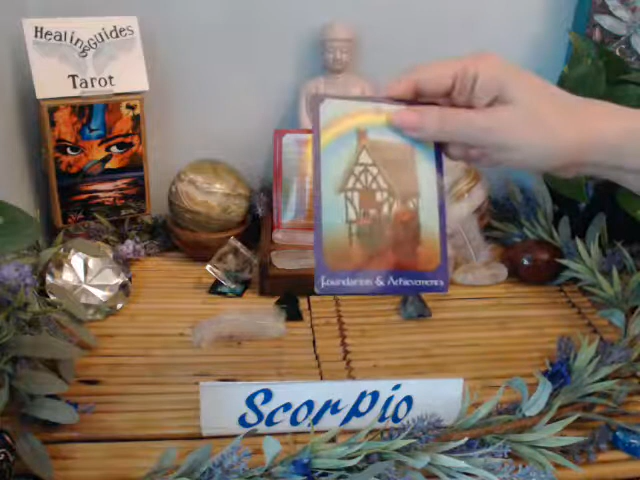 HealingGuides
Tarot
Foundations & Achievements
Scorpio